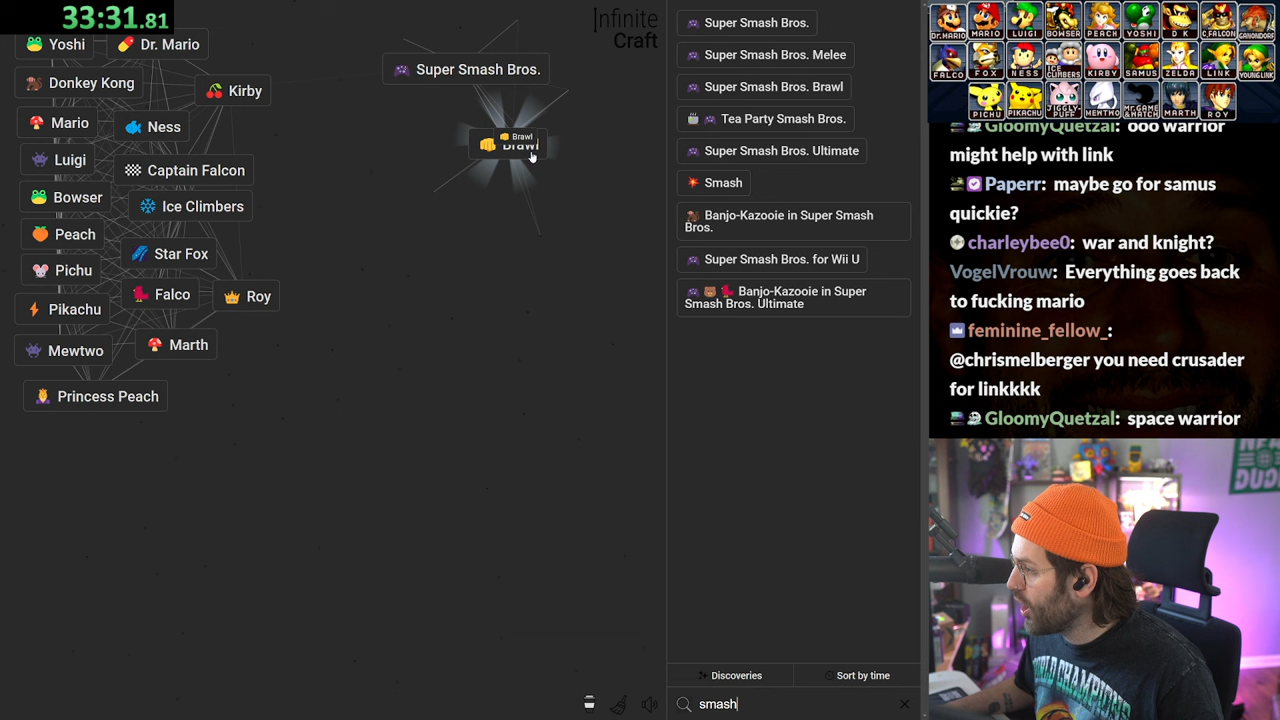 33:31.81
Infinite
Craft
🐸 Yoshi
💊 Dr. Mario
🦍 Donkey Kong
🍒 Kirby
🍄 Mario
🐟 Ness
👾 Luigi
🏁 Captain Falcon
🐸 Bowser
❄️ Ice Climbers
🍑 Peach
🌌 Star Fox
🐭 Pichu
🐦 Falco
👑 Roy
⚡ Pikachu
👾 Mewtwo
🍄 Marth
👸 Princess Peach
🎮 Super Smash Bros.
👊 Brawl
👊 Brawl
🎮 Super Smash Bros.
🎮 Super Smash Bros. Melee
🎮 Super Smash Bros. Brawl
🍵 🎮 Tea Party Smash Bros.
🎮 Super Smash Bros. Ultimate
💥 Smash
🐻 Banjo-Kazooie in Super Smash
Bros.
🎮 Super Smash Bros. for Wii U
🎮 🐻 🐦 Banjo-Kazooie in Super
Smash Bros. Ultimate
Discoveries
Sort by time
smash
DR.MARIO MARIO LUIGI BOWSER PEACH YOSHI DK C.FALCON GANONDORF
FALCO FOX NESS ICE CLIMBERS KIRBY SAMUS ZELDA LINK YOUNG LINK
PICHU PIKACHU JIGGLY-PUFF MEWTWO MR.GAME &WATCH MARTH ROY
GloomyQuetzal: ooo warrior
might help with link
Paperr: maybe go for samus
quickie?
charleybee0: war and knight?
VogelVrouw: Everything goes back
to fucking mario
feminine_fellow_:
@chrismelberger you need crusader
for linkkkk
GloomyQuetzal: space warrior